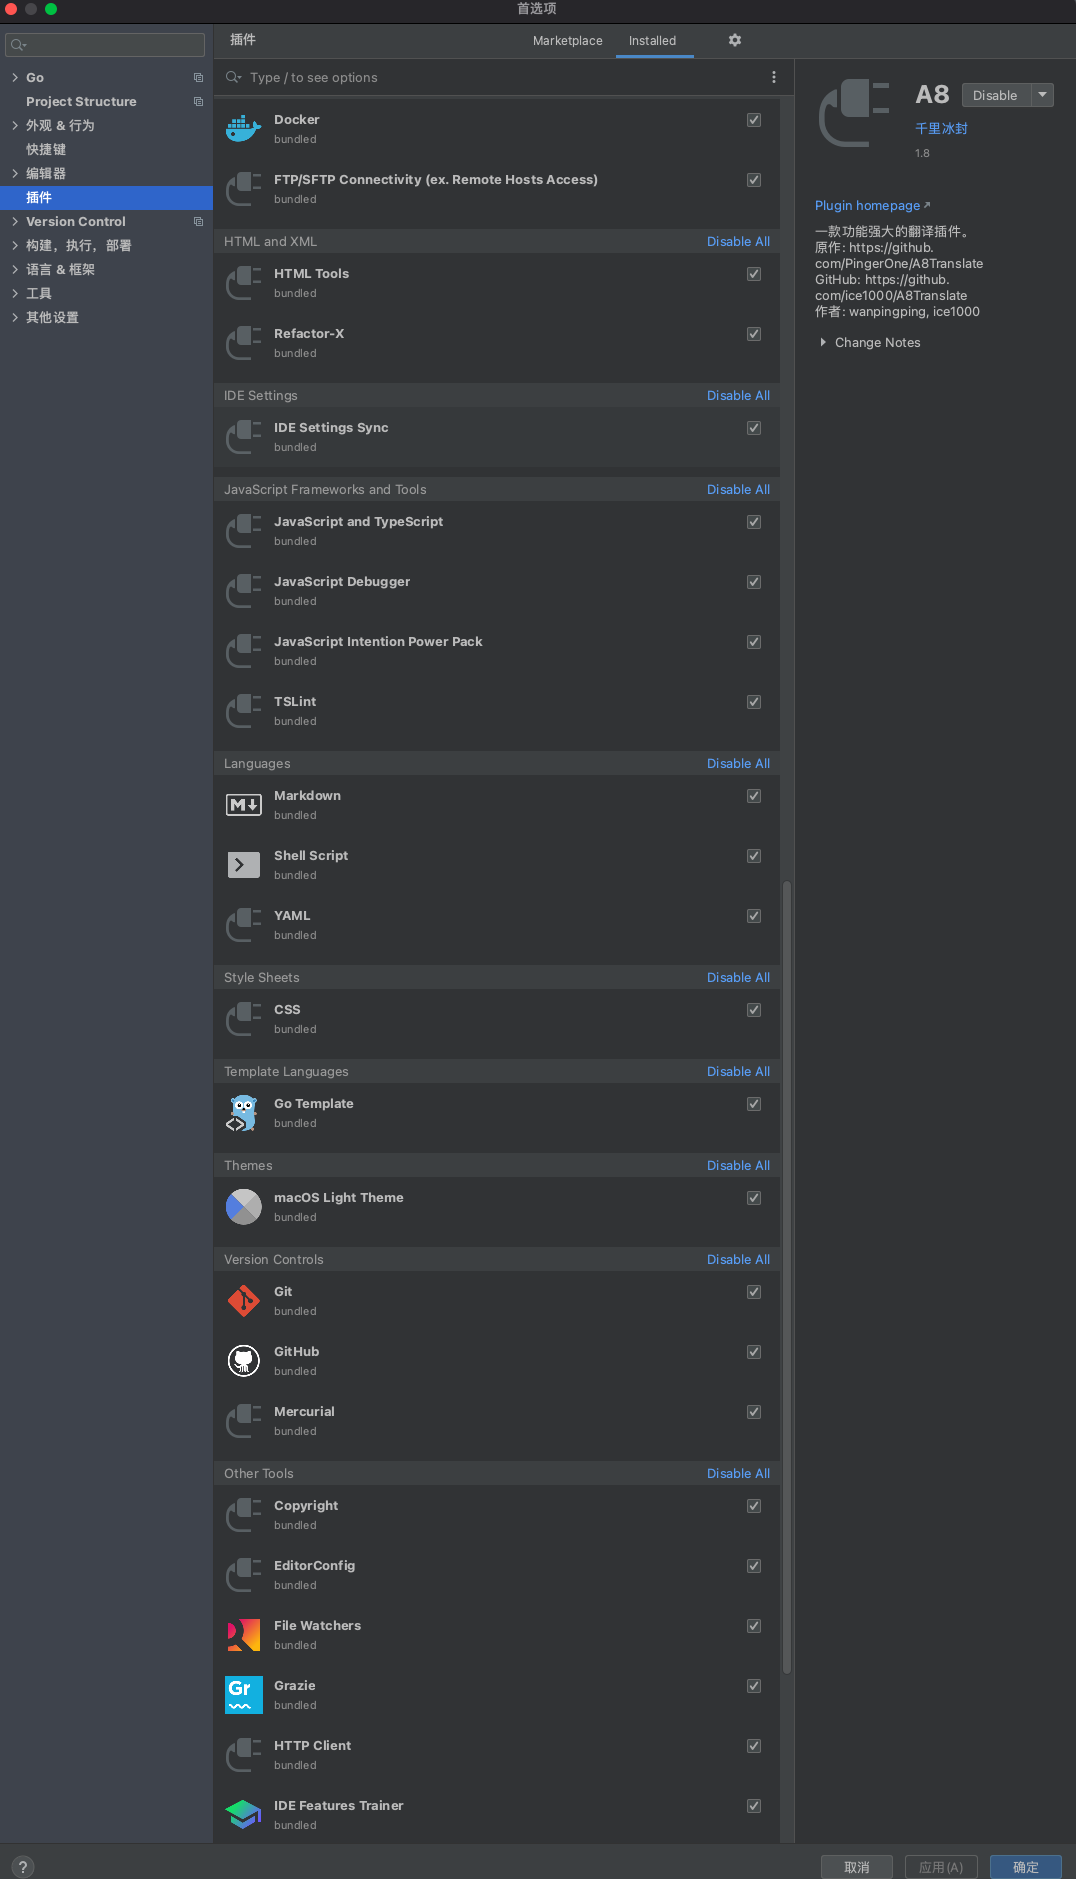 首选项
Go
Project Structure
外观 & 行为
快捷键
编辑器
插件
Version Control
构建，执行，部署
语言 & 框架
工具
其他设置
插件
Marketplace
Installed
Type / to see options
Docker
bundled
FTP/SFTP Connectivity (ex. Remote Hosts Access)
bundled
HTML and XML
Disable All
HTML Tools
bundled
Refactor-X
bundled
IDE Settings
Disable All
IDE Settings Sync
bundled
JavaScript Frameworks and Tools
Disable All
JavaScript and TypeScript
bundled
JavaScript Debugger
bundled
JavaScript Intention Power Pack
bundled
TSLint
bundled
Languages
Disable All
Markdown
bundled
Shell Script
bundled
YAML
bundled
Style Sheets
Disable All
CSS
bundled
Template Languages
Disable All
Go Template
bundled
Themes
Disable All
macOS Light Theme
bundled
Version Controls
Disable All
Git
bundled
GitHub
bundled
Mercurial
bundled
Other Tools
Disable All
Copyright
bundled
EditorConfig
bundled
File Watchers
bundled
Gr
Grazie
bundled
HTTP Client
bundled
IDE Features Trainer
bundled
A8
Disable
千里冰封
1.8
Plugin homepage
一款功能强大的翻译插件。
原作: https://github.
com/PingerOne/A8Translate
GitHub: https://github.
com/ice1000/A8Translate
作者: wanpingping, ice1000
Change Notes
?
取消
应用(A)
确定